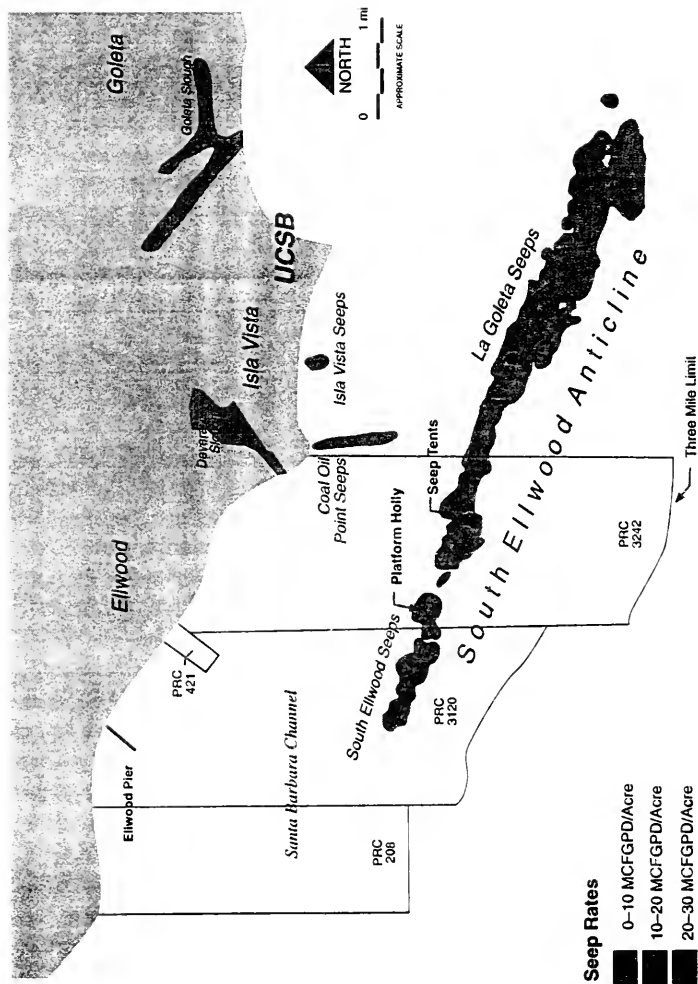 Goleta
Goleta Slough
NORTH
0 1 mi
APPROXIMATE SCALE
UCSB
Isla Vista
Isla Vista Seeps
Coal Oil
Point Seeps
La Goleta Seeps
Ellwood
Seep Tents
Platform Holly
South Ellwood Seeps
South Ellwood Anticline
Three Mile Limit
PRC
421
PRC
3242
PRC
3120
Ellwood Pier
Santa Barbara Channel
PRC
208
Seep Rates
0–10 MCFGPD/Acre
10–20 MCFGPD/Acre
20–30 MCFGPD/Acre